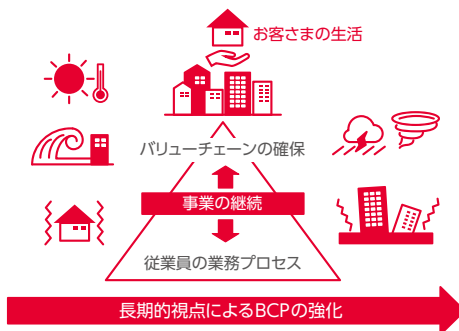 お客さまの生活
バリューチェーンの確保
事業の継続
従業員の業務プロセス
長期的視点によるBCPの強化